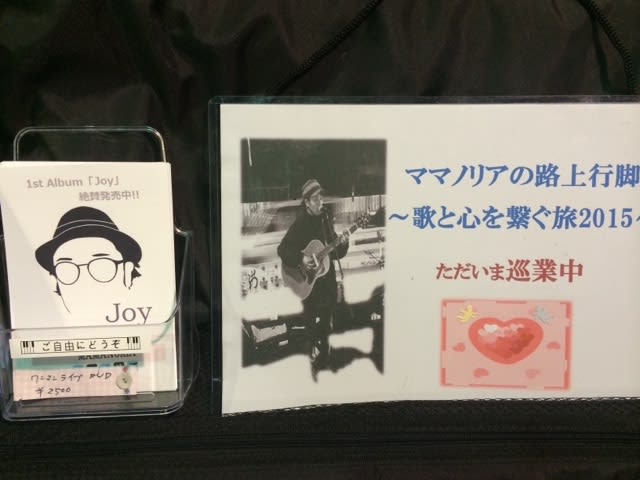 1st Album「Joy」
絶賛発売中!!
Joy
ご自由にどうぞ
MAMANORIA
ワンマンライブ DVD
¥2500
ママノリアの路上行脚
～歌と心を繋ぐ旅2015～
ただいま巡業中